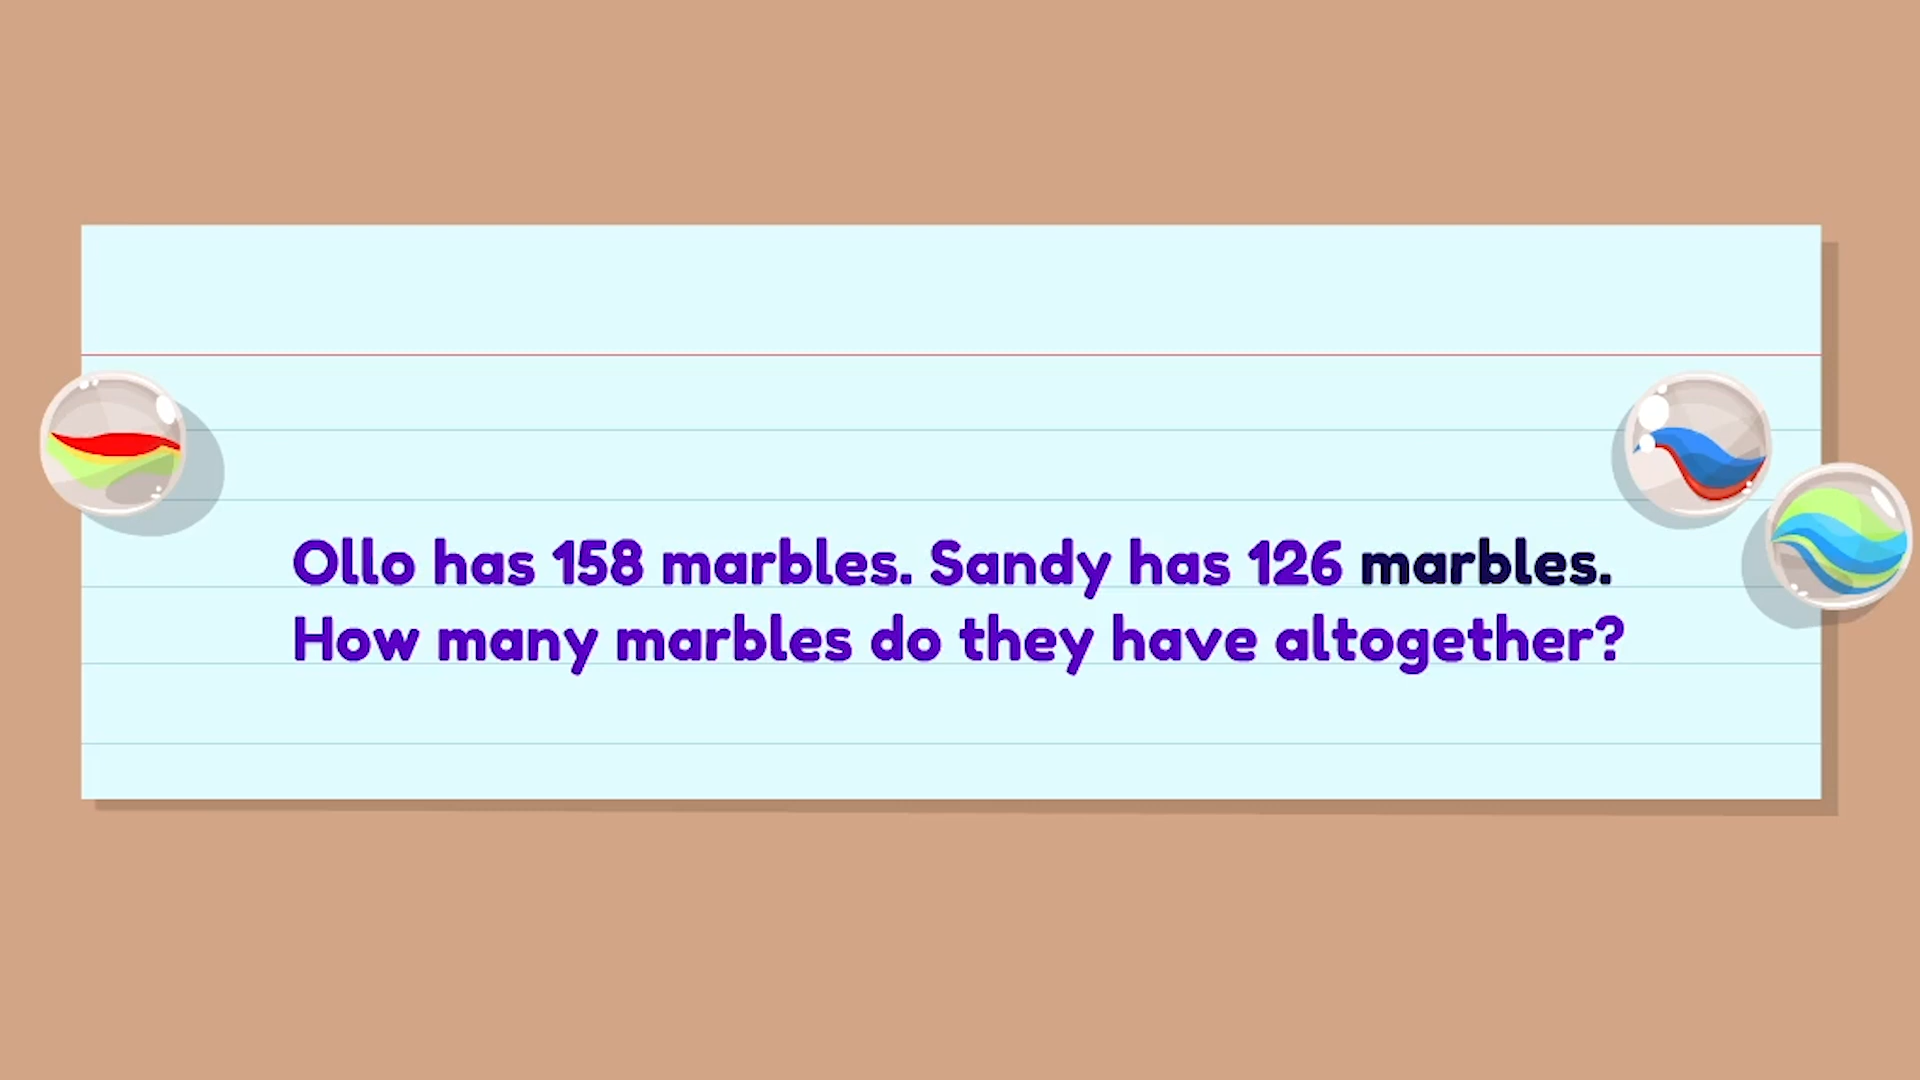 Ollo has 158 marbles. Sandy has 126 marbles.
How many marbles do they have altogether?